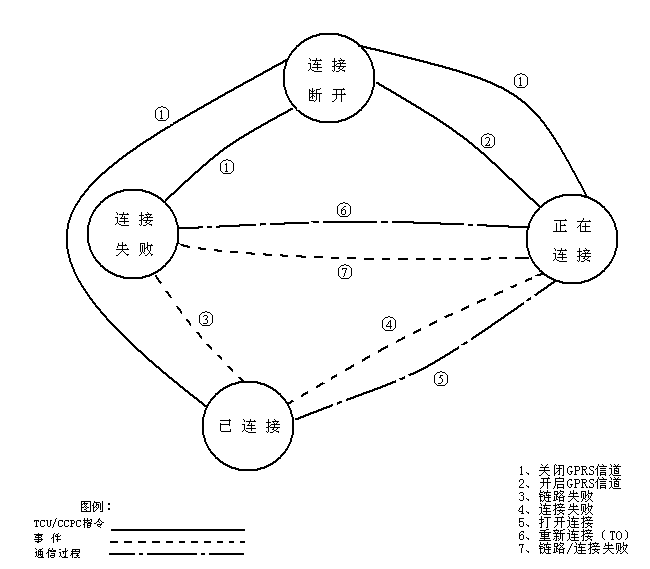 连 接
断 开
①
①
①
②
连 接
失 败
⑥
正 在
连 接
⑦
③
④
⑤
已 连 接
1、关闭GPRS信道
2、开启GPRS信道
3、链路失败
4、连接失败
5、打开连接
6、重新连接（TO）
7、链路/连接失败
图例：
TCU/CCPC指令
事 件
通信过程